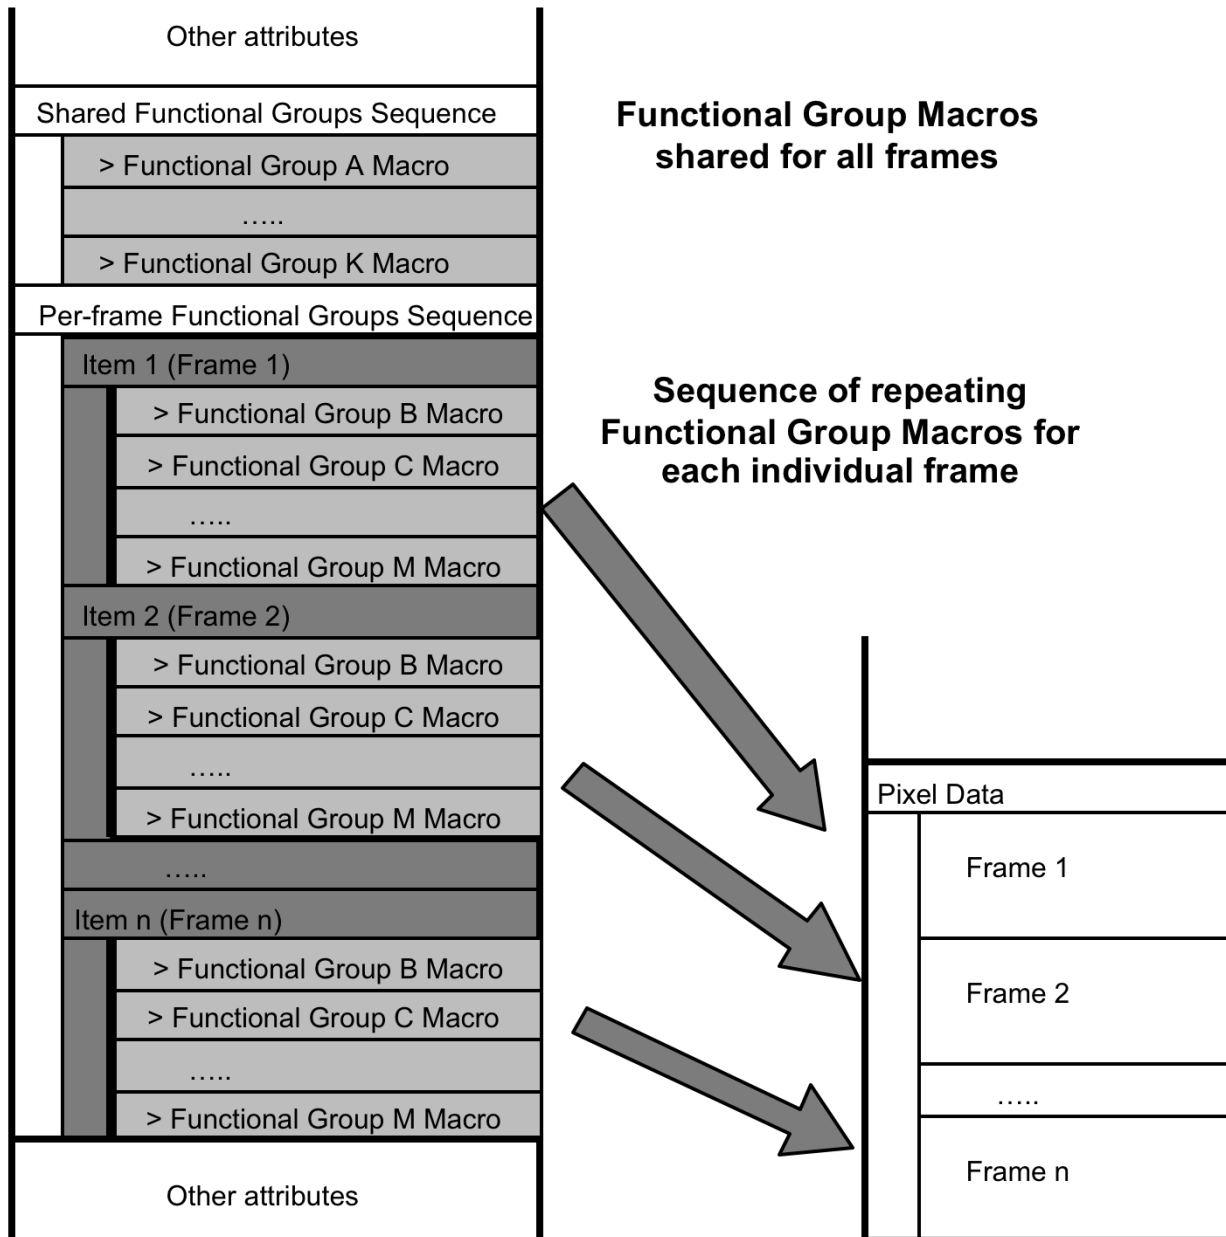 Other attributes
Shared Functional Groups Sequence
> Functional Group A Macro
…..
> Functional Group K Macro
Functional Group Macros
shared for all frames
Per-frame Functional Groups Sequence
Item 1 (Frame 1)
> Functional Group B Macro
> Functional Group C Macro
…..
> Functional Group M Macro
Sequence of repeating
Functional Group Macros for
each individual frame
Item 2 (Frame 2)
> Functional Group B Macro
> Functional Group C Macro
…..
> Functional Group M Macro
…..
Item n (Frame n)
> Functional Group B Macro
> Functional Group C Macro
…..
> Functional Group M Macro
Other attributes
Pixel Data
Frame 1
Frame 2
…..
Frame n